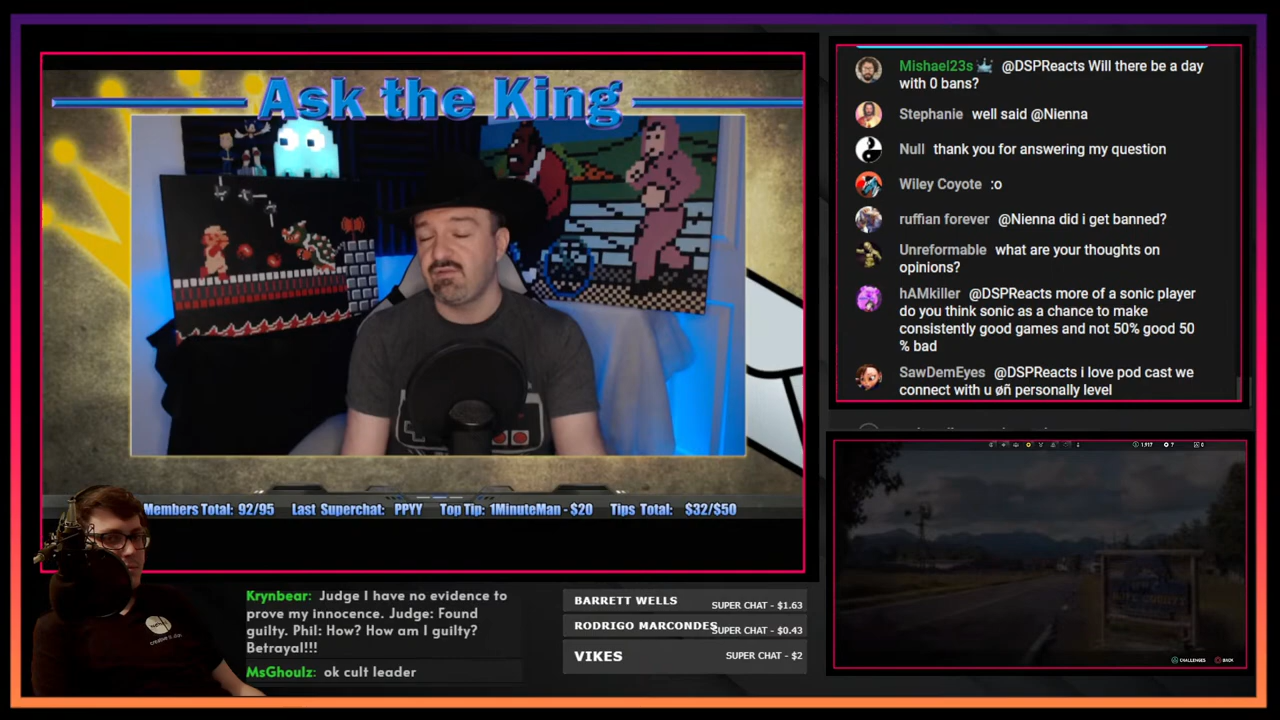 Ask the King
Members Total: 92/95 Last Superchat: PPYY Top Tip: 1MinuteMan - $20 Tips Total: $32/$50
Mishael23s @DSPReacts Will there be a day
with 0 bans?
Stephanie well said @Nienna
Null thank you for answering my question
Wiley Coyote :o
ruffian forever @Nienna did i get banned?
Unreformable what are your thoughts on
opinions?
hAMkiller @DSPReacts more of a sonic player
do you think sonic as a chance to make
consistently good games and not 50% good 50
% bad
SawDemEyes @DSPReacts i love pod cast we
connect with u øñ personally level
1,917 7 0
CHALLENGES BACK
Krynbear: Judge I have no evidence to
prove my innocence. Judge: Found
guilty. Phil: How? How am I guilty?
Betrayal!!!
MsGhoulz: ok cult leader
BARRETT WELLS SUPER CHAT - $1.63
RODRIGO MARCONDES SUPER CHAT - $0.43
VIKES SUPER CHAT - $2